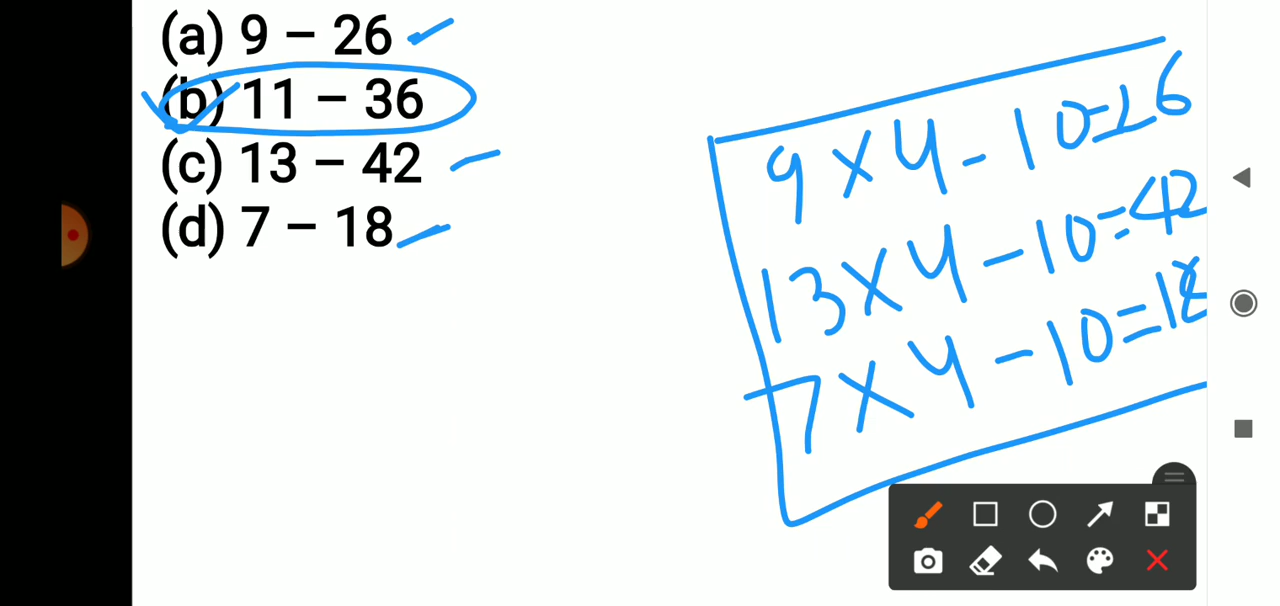 (a) 9 – 26
(b) 11 – 36
(c) 13 – 42
(d) 7 – 18
9 × 4 - 10 = 26
13 × 4 - 10 = 42
7 × 4 - 10 = 18